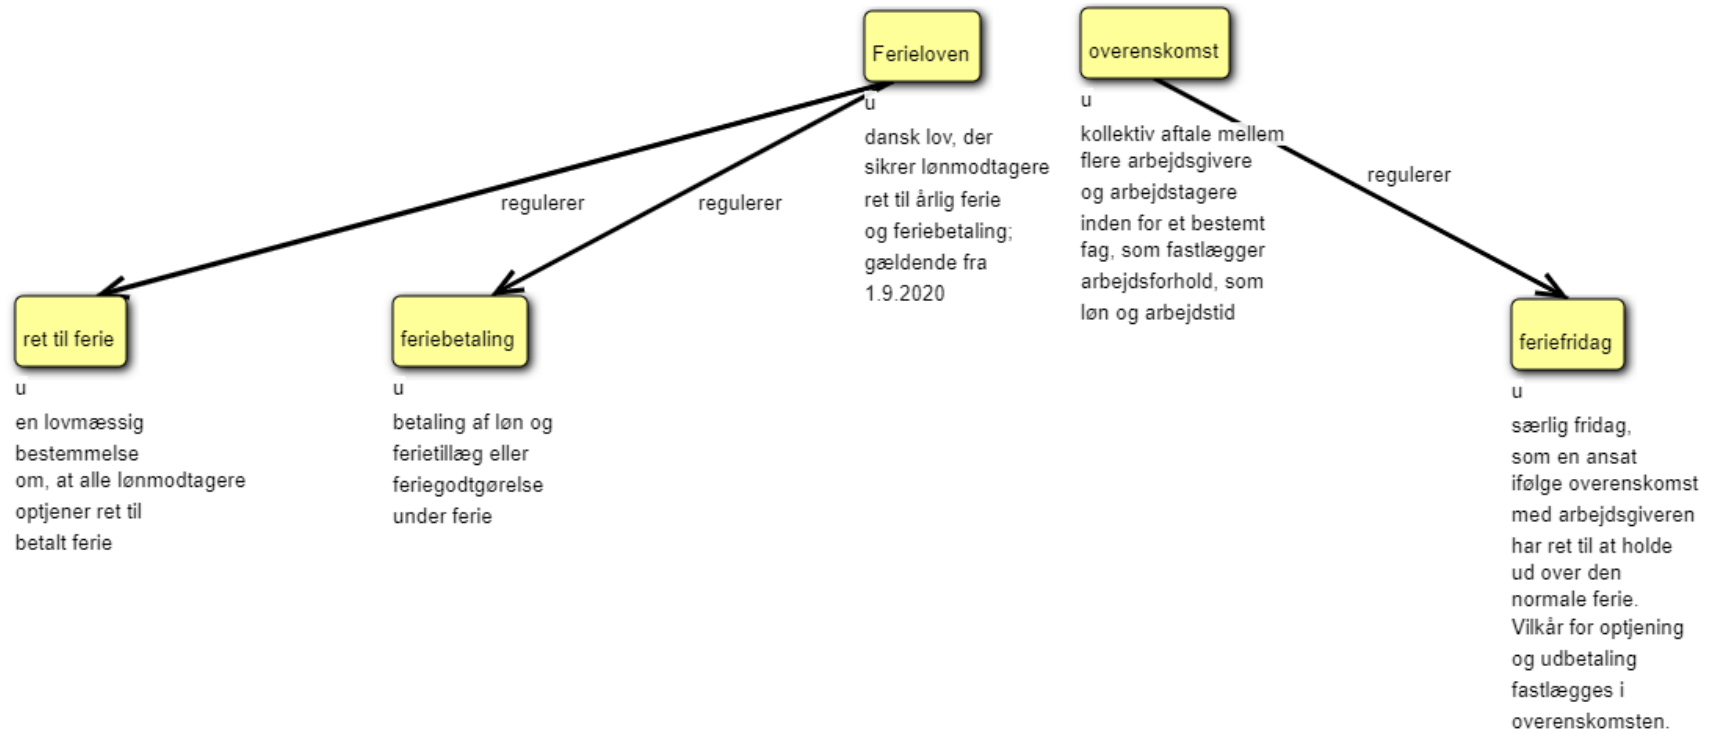 Ferieloven
u
dansk lov, der
sikrer lønmodtagere
ret til årlig ferie
og feriebetaling;
gældende fra
1.9.2020
overenskomst
u
kollektiv aftale mellem
flere arbejdsgivere
og arbejdstagere
inden for et bestemt
fag, som fastlægger
arbejdsforhold, som
løn og arbejdstid
regulerer
regulerer
regulerer
ret til ferie
u
en lovmæssig
bestemmelse
om, at alle lønmodtagere
optjener ret til
betalt ferie
feriebetaling
u
betaling af løn og
ferietillæg eller
feriegodtgørelse
under ferie
feriefridag
u
særlig fridag,
som en ansat
ifølge overenskomst
med arbejdsgiveren
har ret til at holde
ud over den
normale ferie.
Vilkår for optjening
og udbetaling
fastlægges i
overenskomsten.